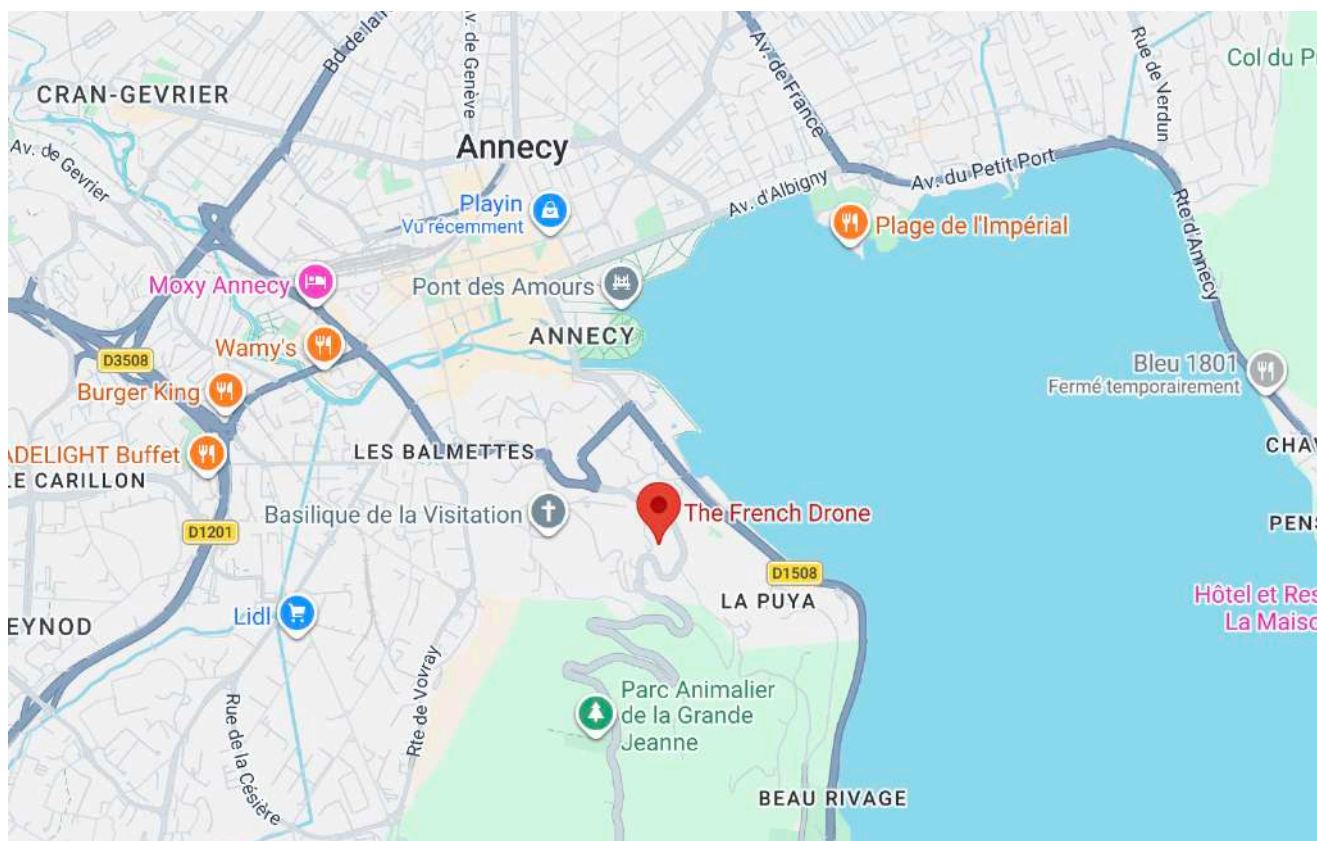 Bd de la
Av. de Genève
Av. de France
Rue de Verdun
Col du P
CRAN-GEVRIER
Av. de Gevrier
Annecy
Av. du Petit Port
Av. d'Albigny
Playin
Vu récemment
Plage de l'Impérial
Rte d'Annecy
Moxy Annecy
Pont des Amours
ANNECY
Wamy's
D3508
Burger King
Bleu 1801
Fermé temporairement
ADELIGHT Buffet
LES BALMETTES
CHAV
LE CARILLON
Basilique de la Visitation
The French Drone
PENS
D1201
D1508
LA PUYA
Hôtel et Res
La Maiso
Lidl
EYNOD
Rte de Vovray
Parc Animalier
de la Grande
Jeanne
Rue de la Césière
BEAU RIVAGE